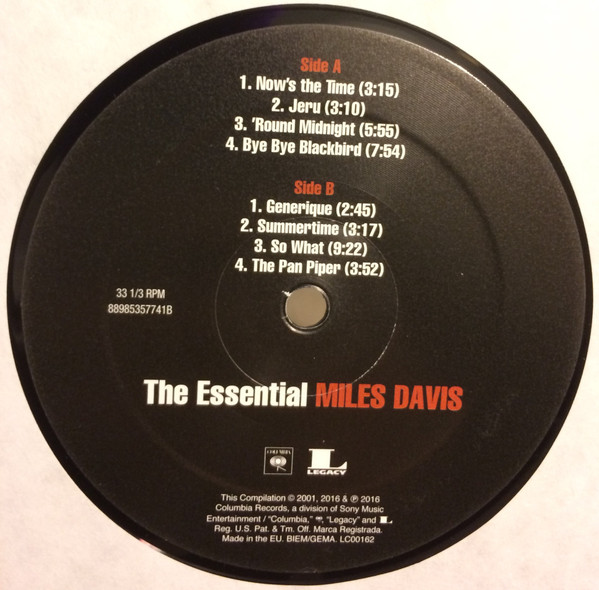 Side A
1. Now's the Time (3:15)
2. Jeru (3:10)
3. 'Round Midnight (5:55)
4. Bye Bye Blackbird (7:54)
Side B
1. Generique (2:45)
2. Summertime (3:17)
3. So What (9:22)
4. The Pan Piper (3:52)
33 1/3 RPM
88985357741B
The Essential MILES DAVIS
COLUMBIA
L
LEGACY
This Compilation © 2001, 2016 & ℗ 2016
Columbia Records, a division of Sony Music
Entertainment / "Columbia," , "Legacy" and L
Reg. U.S. Pat. & Tm. Off. Marca Registrada.
Made in the EU. BIEM/GEMA. LC00162